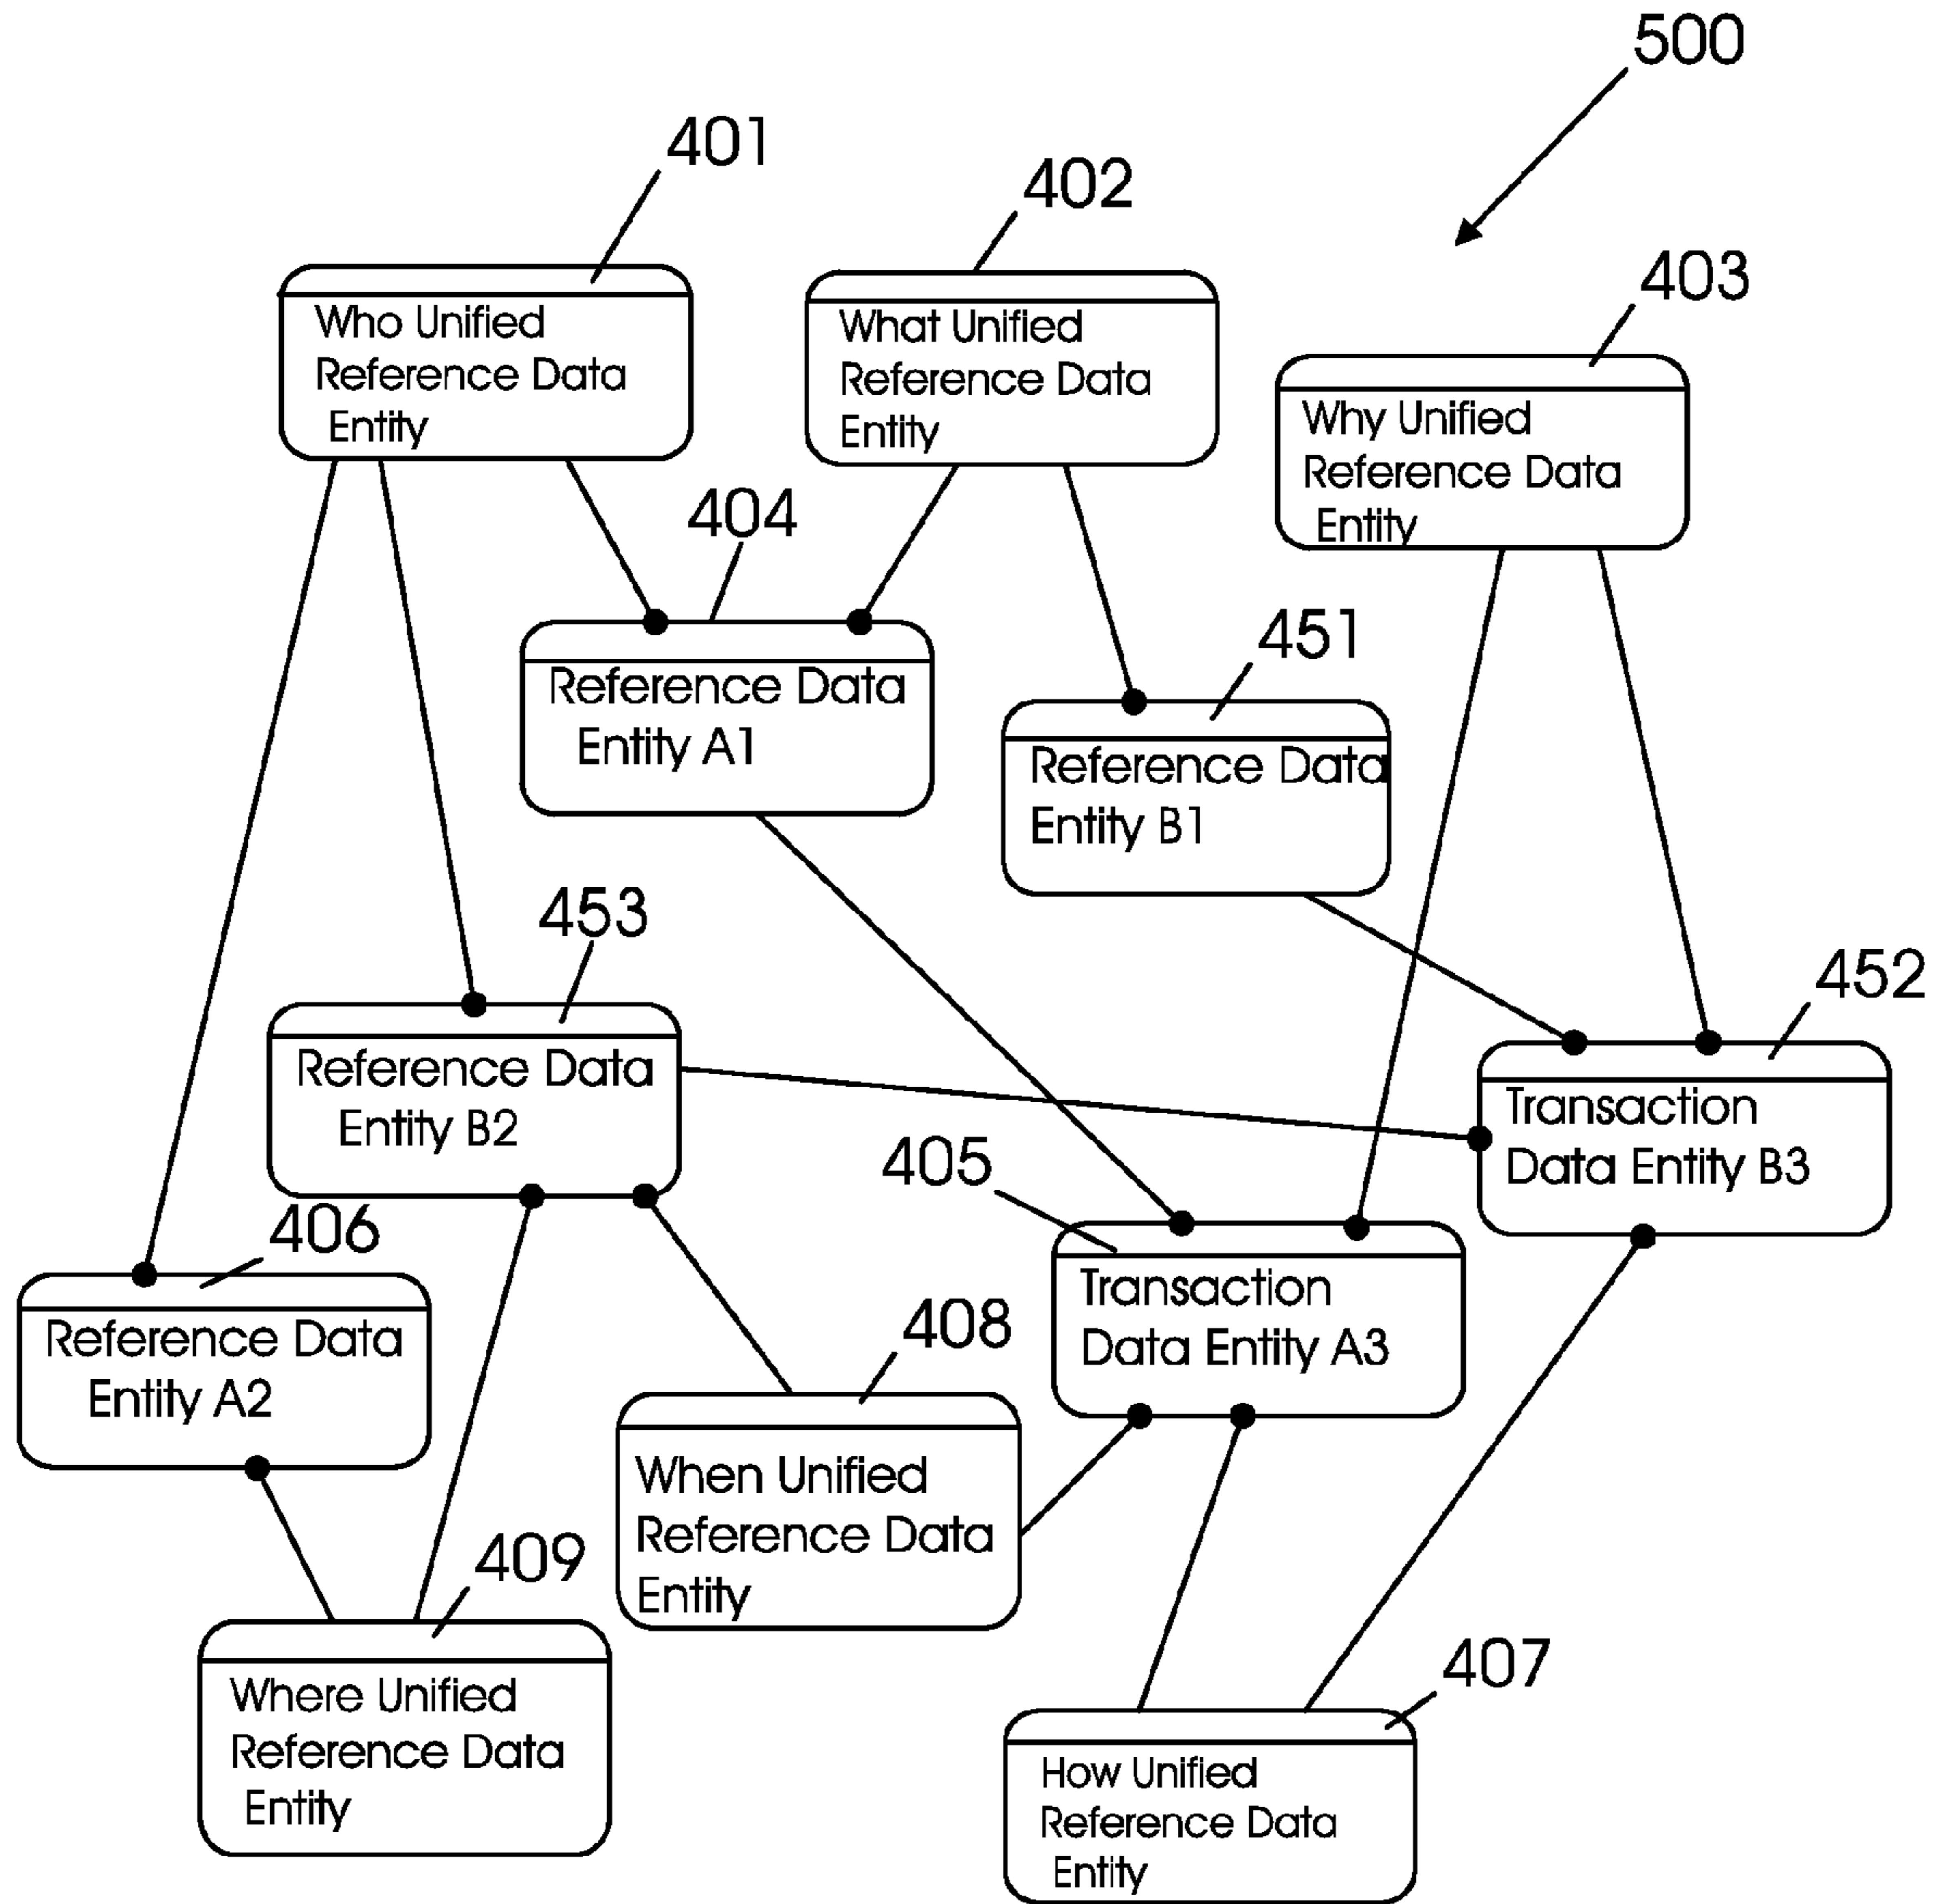 500
401
402
403
Who Unified
Reference Data
Entity
What Unified
Reference Data
Entity
Why Unified
Reference Data
Entity
404
451
Reference Data
Entity A1
Reference Data
Entity B1
453
452
Reference Data
Entity B2
Transaction
Data Entity B3
405
406
Reference Data
Entity A2
Transaction
Data Entity A3
408
When Unified
Reference Data
Entity
409
Where Unified
Reference Data
Entity
407
How Unified
Reference Data
Entity